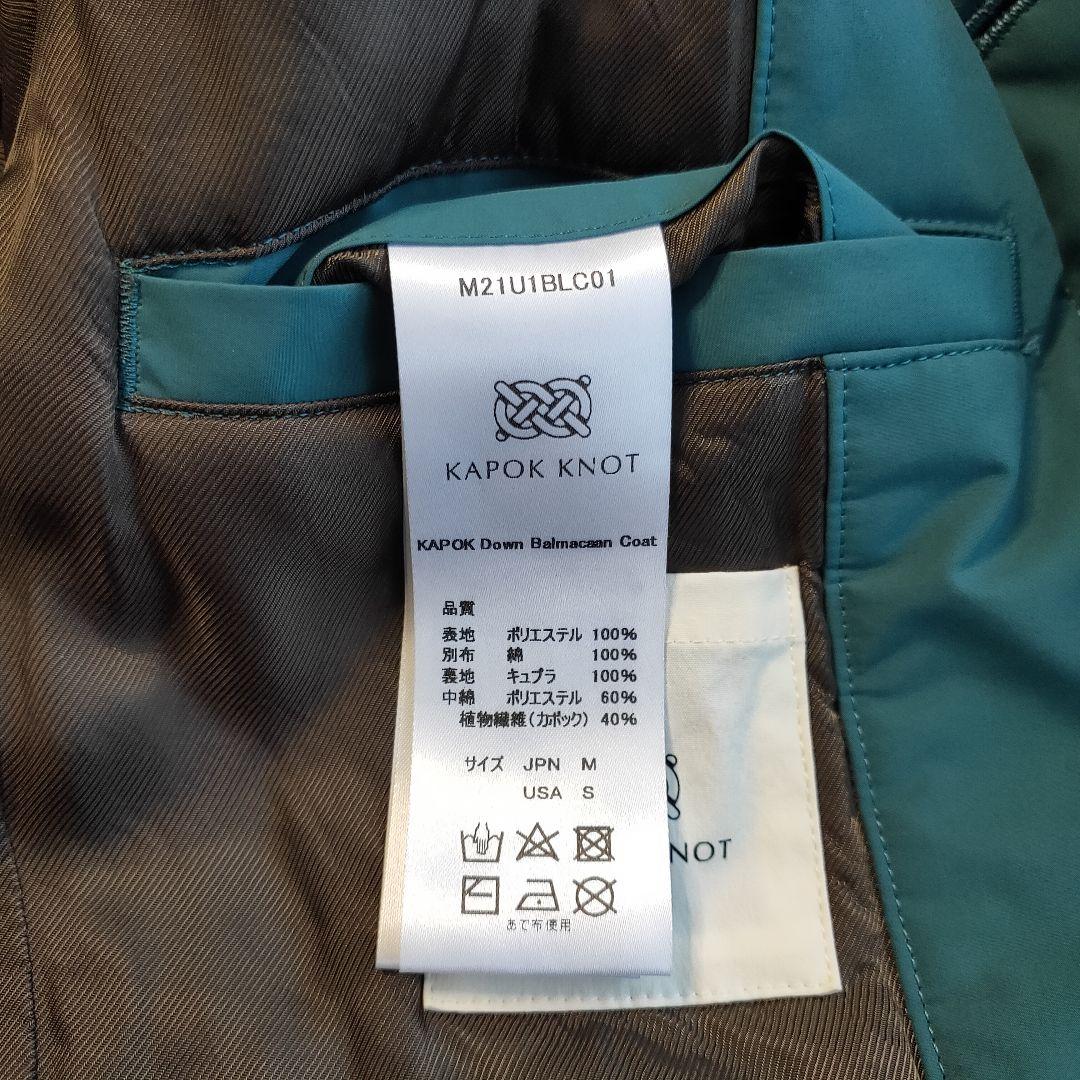 M21U1BLC01
KAPOK KNOT
KAPOK Down Balmacaan Coat
品質
表地 ポリエステル 100%
別布 綿 100%
裏地 キュプラ 100%
中綿 ポリエステル 60%
植物繊維(カポック) 40%
サイズ JPN M
USA S
あて布使用
NOT